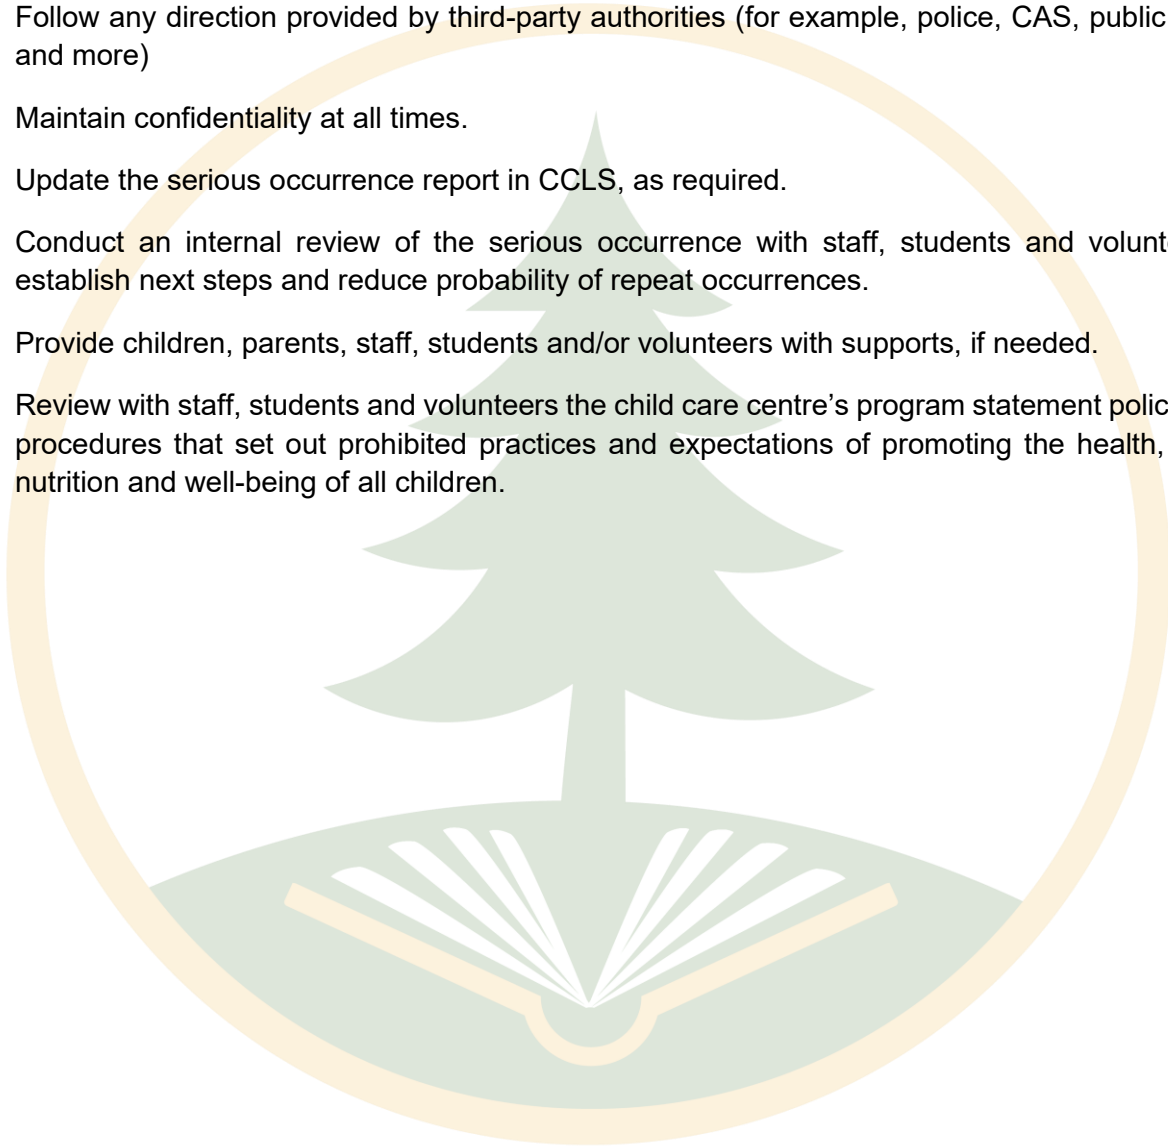 Follow any direction provided by third-party authorities (for example, police, CAS, public
and more)
Maintain confidentiality at all times.
Update the serious occurrence report in CCLS, as required.
Conduct an internal review of the serious occurrence with staff, students and
establish next steps and reduce probability of repeat occurrences.
Provide children, parents, staff, students and/or volunteers with supports, if needed.
Review with staff, students and volunteers the child care centre’s program statement
procedures that set out prohibited practices and expectations of promoting the health,
nutrition and well-being of all children.